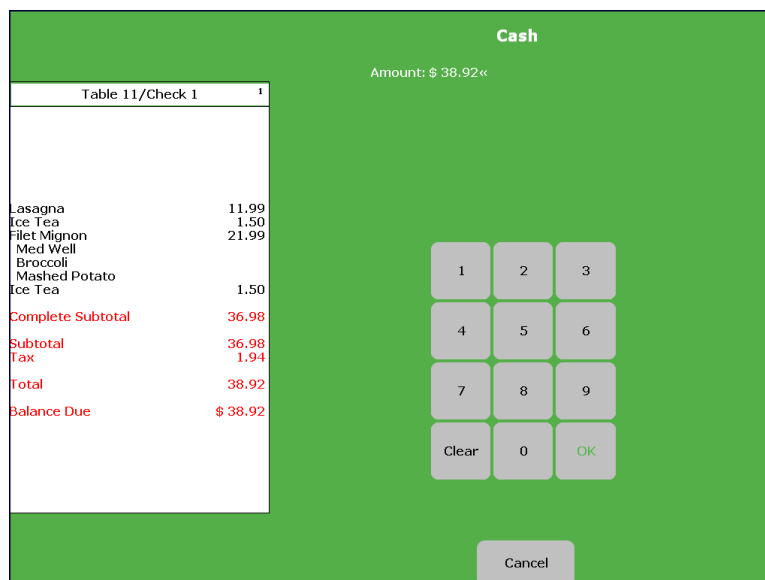 Cash
Amount: $ 38.92«
Table 11/Check 1 1
Lasagna 11.99
Ice Tea 1.50
Filet Mignon 21.99
Med Well
Broccoli
Mashed Potato
Ice Tea 1.50
Complete Subtotal 36.98
Subtotal 36.98
Tax 1.94
Total 38.92
Balance Due $ 38.92
1 2 3
4 5 6
7 8 9
Clear 0 OK
Cancel